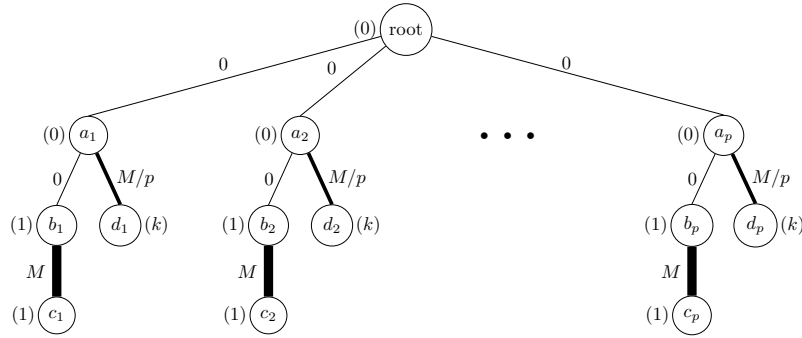 (0) root
0 0 0
(0) a₁ (0) a₂ • • • (0) aₚ
0 M/p 0 M/p 0 M/p
(1) b₁ d₁ (k) (1) b₂ d₂ (k) (1) bₚ dₚ (k)
M M M
(1) c₁ (1) c₂ (1) cₚ